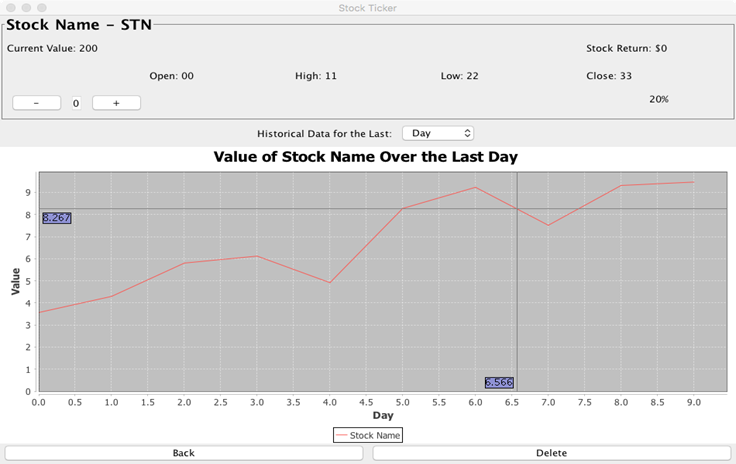 Stock Ticker
Stock Name - STN
Current Value: 200
Stock Return: $0
Open: 00
High: 11
Low: 22
Close: 33
-
0
+
20%
Historical Data for the Last:
Day
Value of Stock Name Over the Last Day
9
8
7
6
5
4
3
2
1
0
Value
8.267
6.566
0.0 0.5 1.0 1.5 2.0 2.5 3.0 3.5 4.0 4.5 5.0 5.5 6.0 6.5 7.0 7.5 8.0 8.5 9.0
Day
Stock Name
Back
Delete